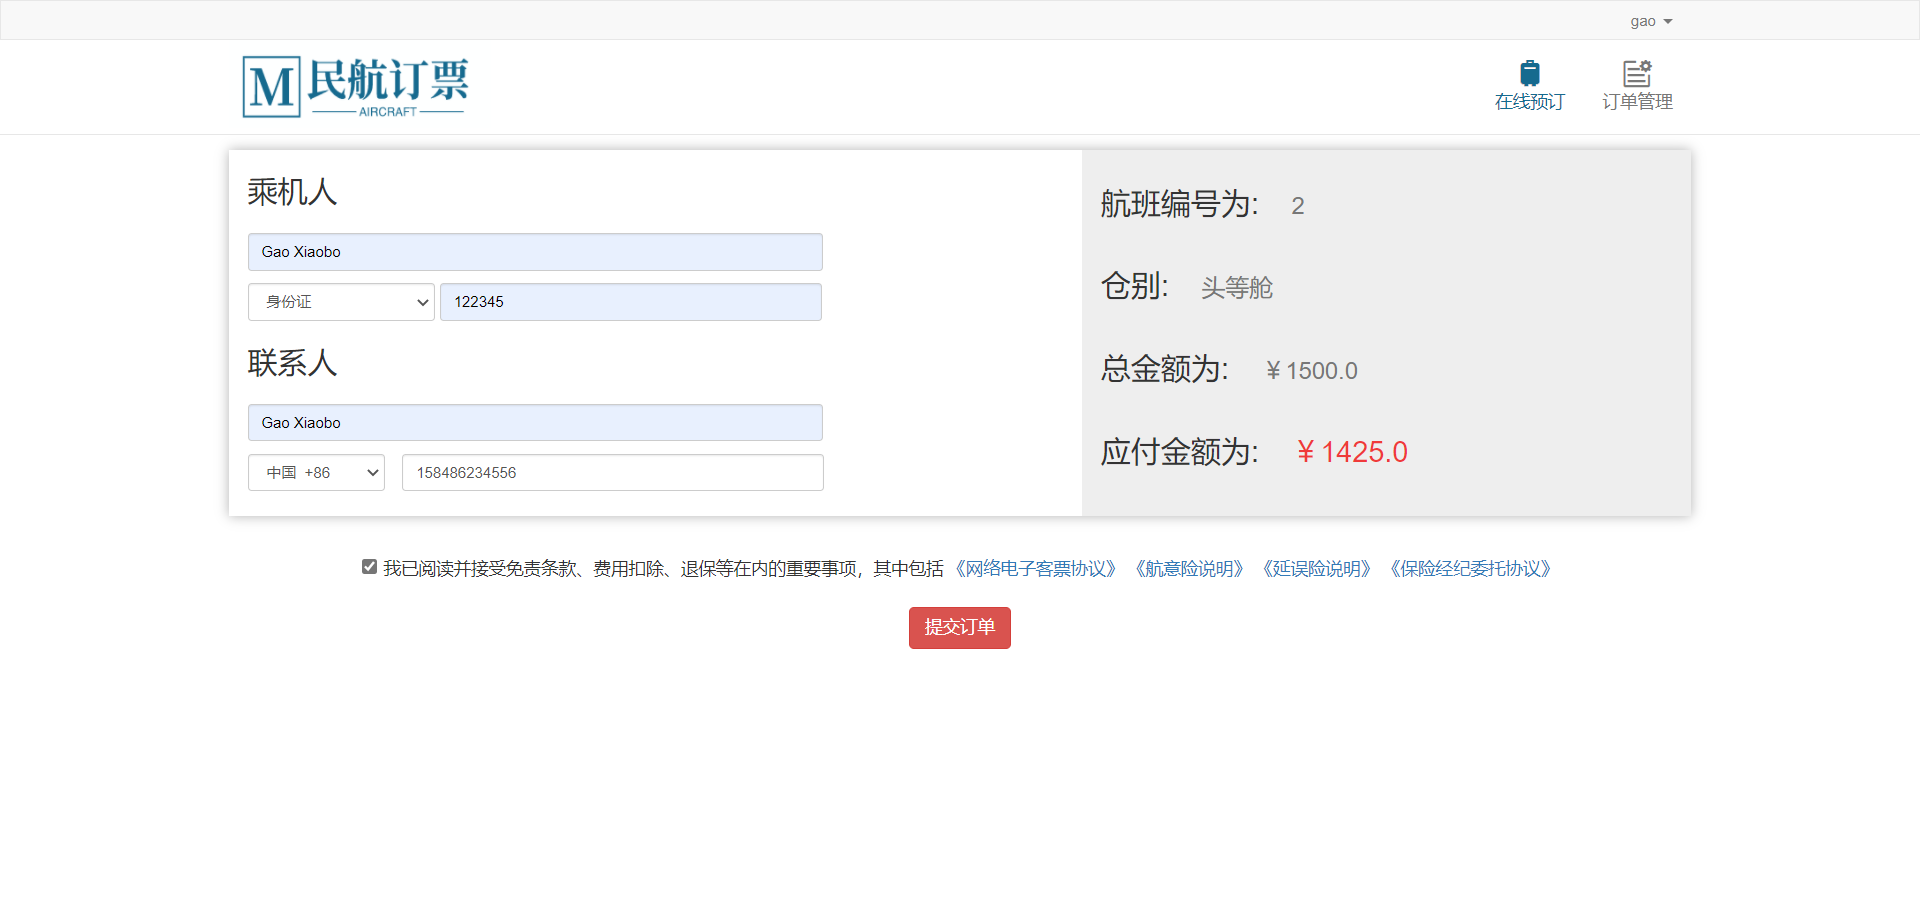 gao
M 民航订票
AIRCRAFT
在线预订 订单管理
乘机人
Gao Xiaobo
身份证 122345
联系人
Gao Xiaobo
中国 +86 158486234556
航班编号为: 2
仓别: 头等舱
总金额为: ¥ 1500.0
应付金额为: ¥ 1425.0
我已阅读并接受免责条款、费用扣除、退保等在内的重要事项，其中包括 《网络电子客票协议》 《航意险说明》 《延误险说明》 《保险经纪委托协议》
提交订单